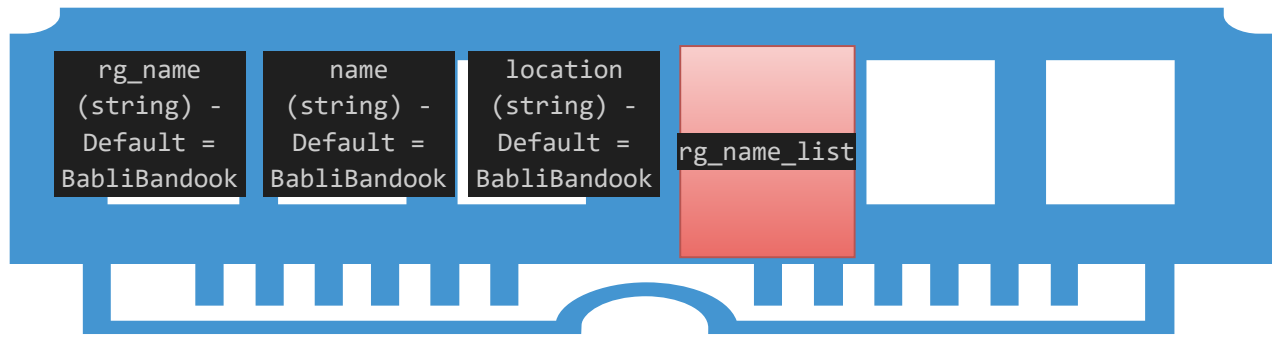 rg_name
(string) -
Default =
BabliBandook
name
(string) -
Default =
BabliBandook
location
(string) -
Default =
BabliBandook
rg_name_list